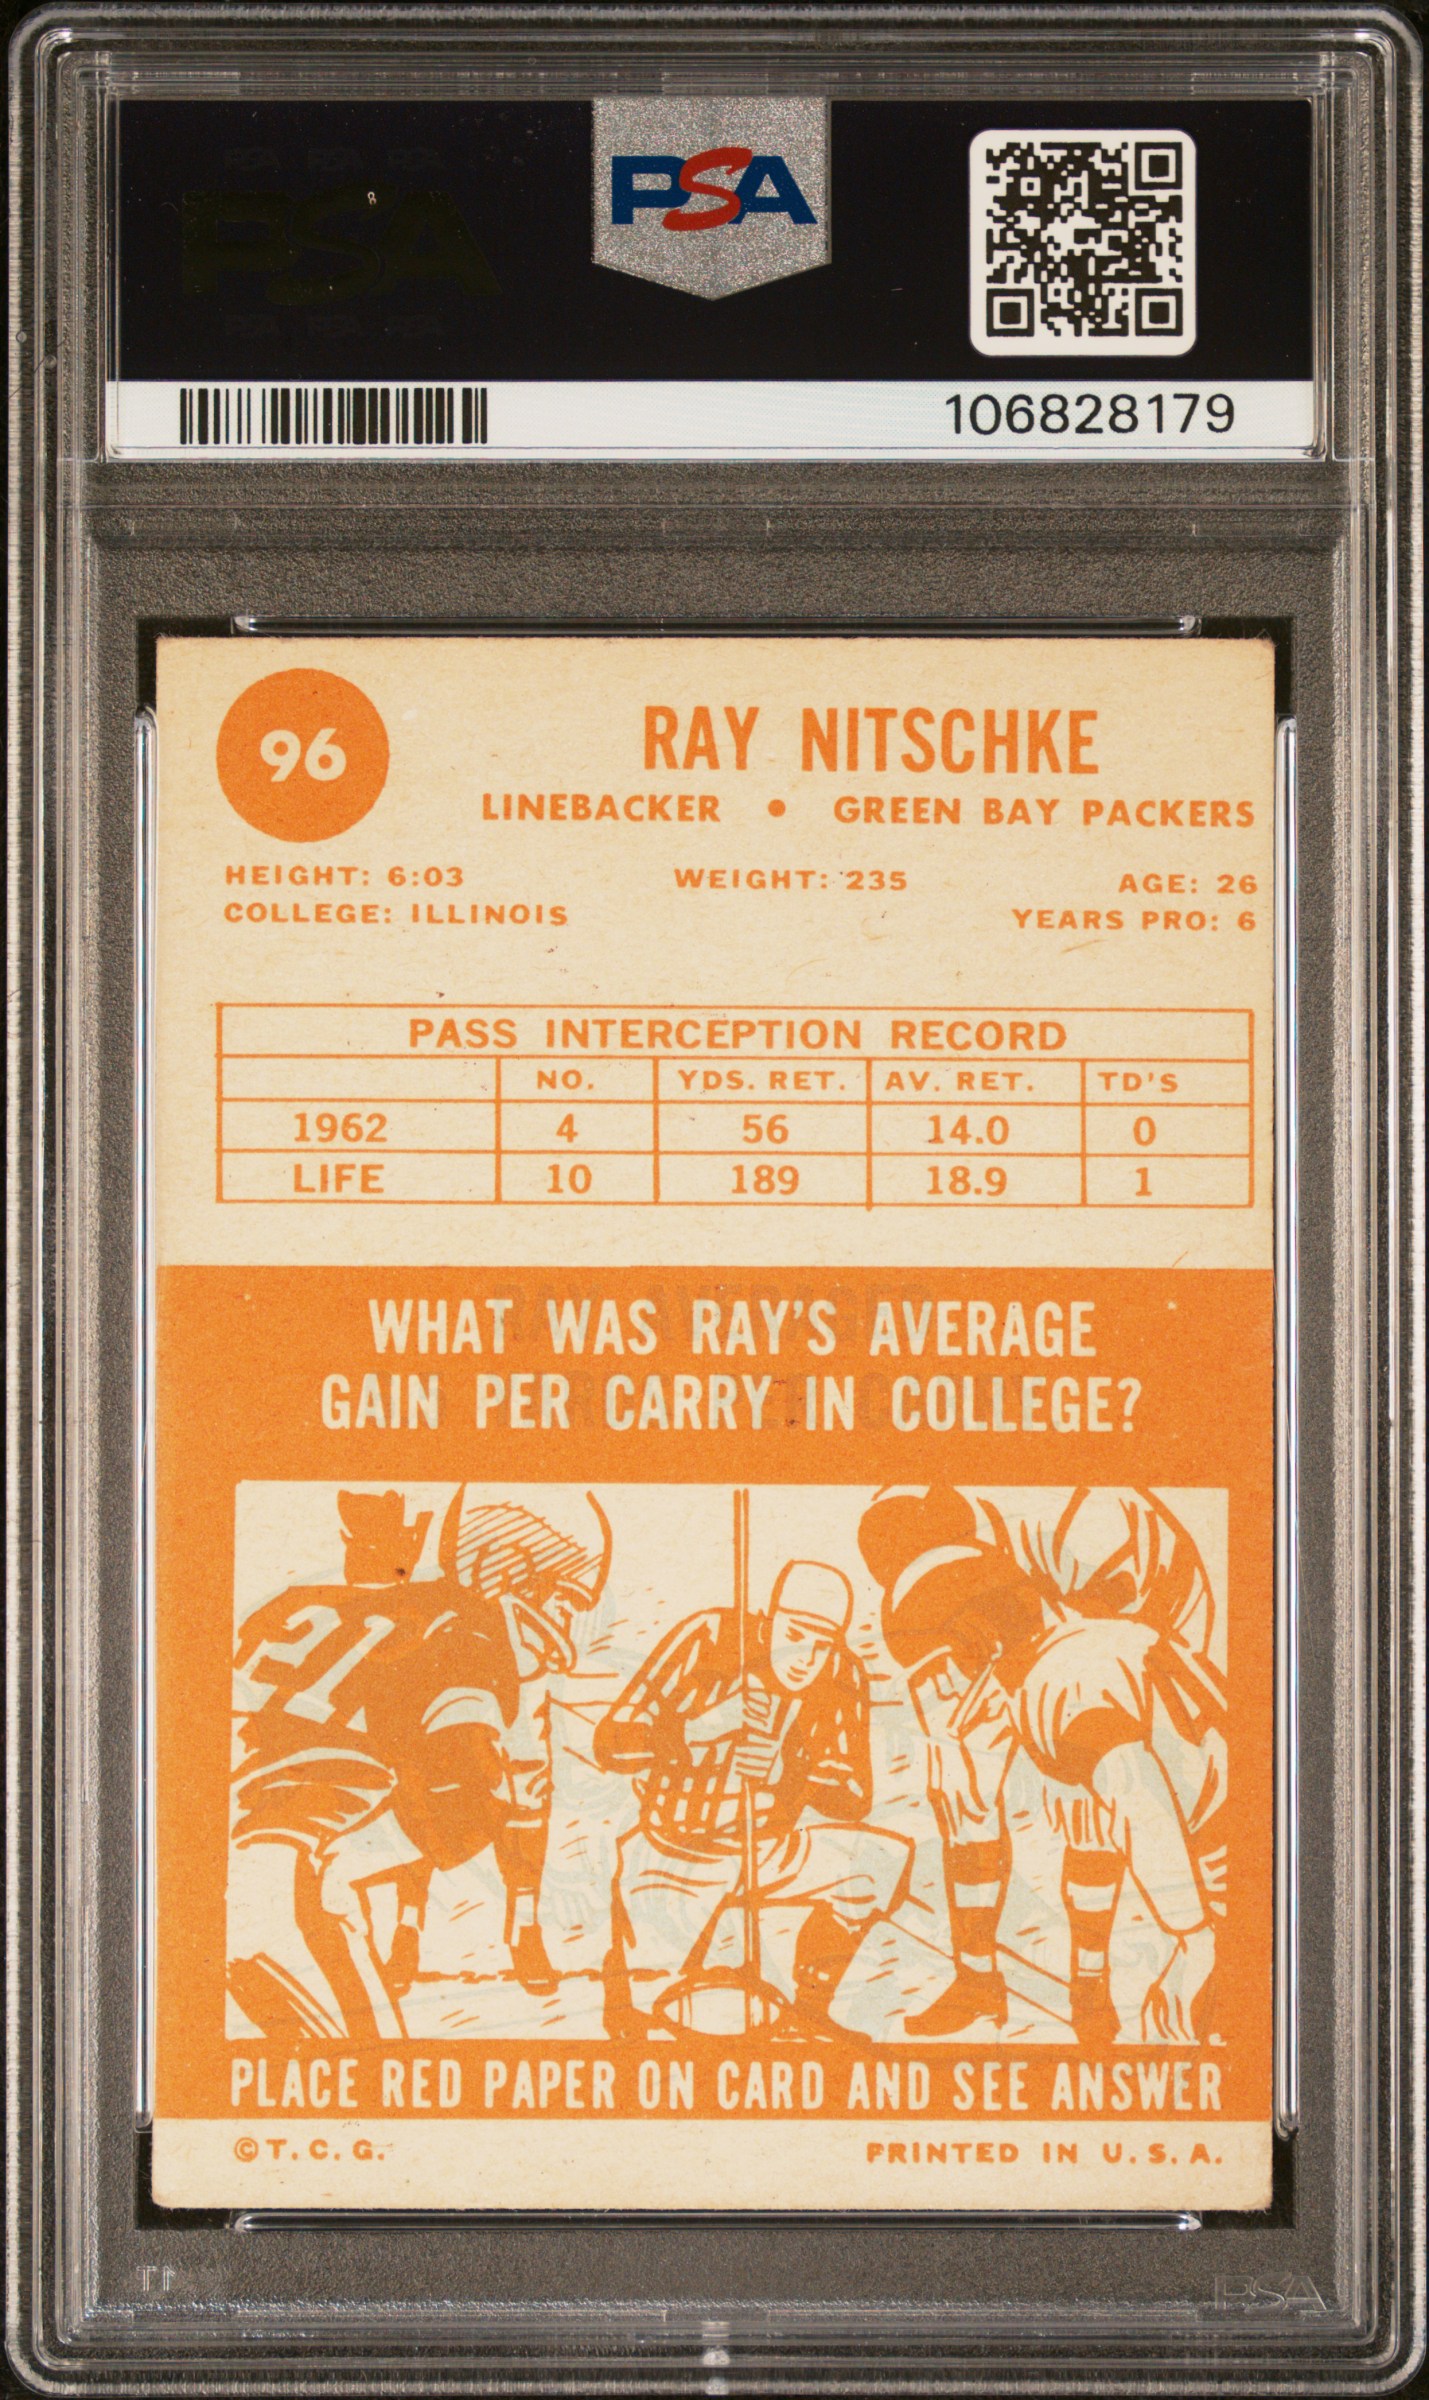 PSA
106828179
96
RAY NITSCHKE
LINEBACKER • GREEN BAY PACKERS
HEIGHT: 6:03 WEIGHT: 235 AGE: 26
COLLEGE: ILLINOIS YEARS PRO: 6
PASS INTERCEPTION RECORD
NO. YDS. RET. AV. RET. TD'S
1962 4 56 14.0 0
LIFE 10 189 18.9 1
WHAT WAS RAY'S AVERAGE
GAIN PER CARRY IN COLLEGE?
21
PLACE RED PAPER ON CARD AND SEE ANSWER
©T. C. G. PRINTED IN U. S. A.
PSA